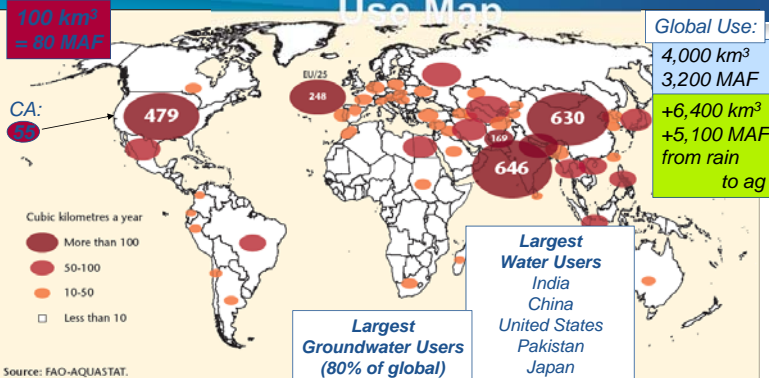 Use Map
100 km³
= 80 MAF
Global Use:
4,000 km³
3,200 MAF
+6,400 km³
+5,100 MAF
from rain
to ag
CA:
55
479
EU/25
248
630
169
646
Cubic kilometres a year
More than 100
50-100
10-50
Less than 10
Largest
Water Users
India
China
United States
Pakistan
Japan
Largest
Groundwater Users
(80% of global)
Source: FAO-AQUASTAT.